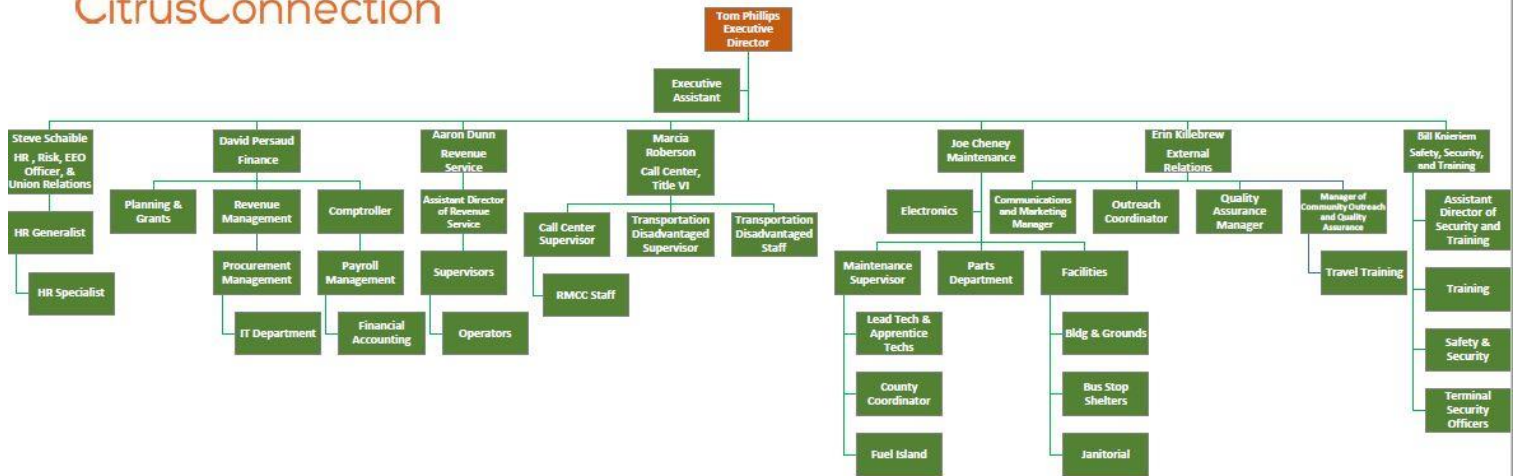 CitrusConnection
Tom Phillips
Executive
Director
Executive
Assistant
Steve Schaible
HR , Risk, EEO
Officer, &
Union Relations
HR Generalist
HR Specialist
David Persaud
Finance
Planning &
Grants
Revenue
Management
Procurement
Management
IT Department
Comptroller
Payroll
Management
Financial
Accounting
Aaron Dunn
Revenue
Service
Assistant Director
of Revenue
Service
Supervisors
Operators
Marcia
Roberson
Call Center,
Title VI
Call Center
Supervisor
RMCC Staff
Transportation
Disadvantaged
Supervisor
Transportation
Disadvantaged
Staff
Joe Cheney
Maintenance
Electronics
Maintenance
Supervisor
Lead Tech &
Apprentice
Techs
County
Coordinator
Fuel Island
Parts
Department
Facilities
Bldg & Grounds
Bus Stop
Shelters
Janitorial
Erin Killebrew
External
Relations
Communications
and Marketing
Manager
Outreach
Coordinator
Quality
Assurance
Manager
Manager of
Community Outreach
and Quality
Assurance
Travel Training
Bill Knieriem
Safety, Security,
and Training
Assistant
Director of
Security and
Training
Training
Safety &
Security
Terminal
Security
Officers